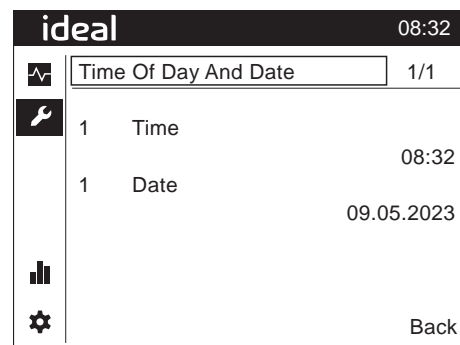 ideal 08:32
Time Of Day And Date 1/1
1 Time
08:32
1 Date
09.05.2023
Back